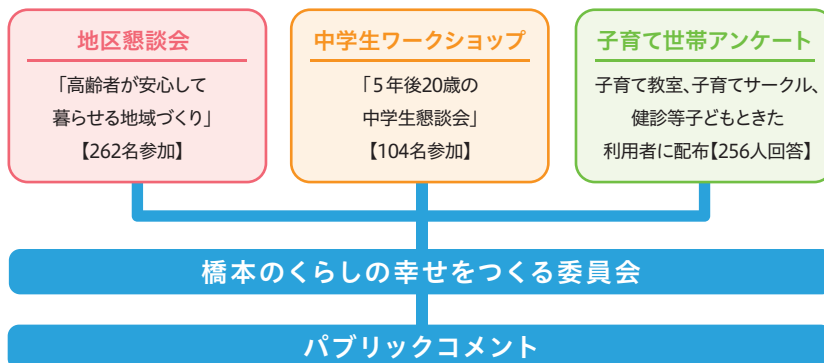 地区懇談会
「高齢者が安心して
暮らせる地域づくり」
【262名参加】
中学生ワークショップ
「5年後20歳の
中学生懇談会」
【104名参加】
子育て世帯アンケート
子育て教室、子育てサークル、
健診等子どもときた
利用者に配布【256人回答】
橋本のくらしの幸せをつくる委員会
パブリックコメント